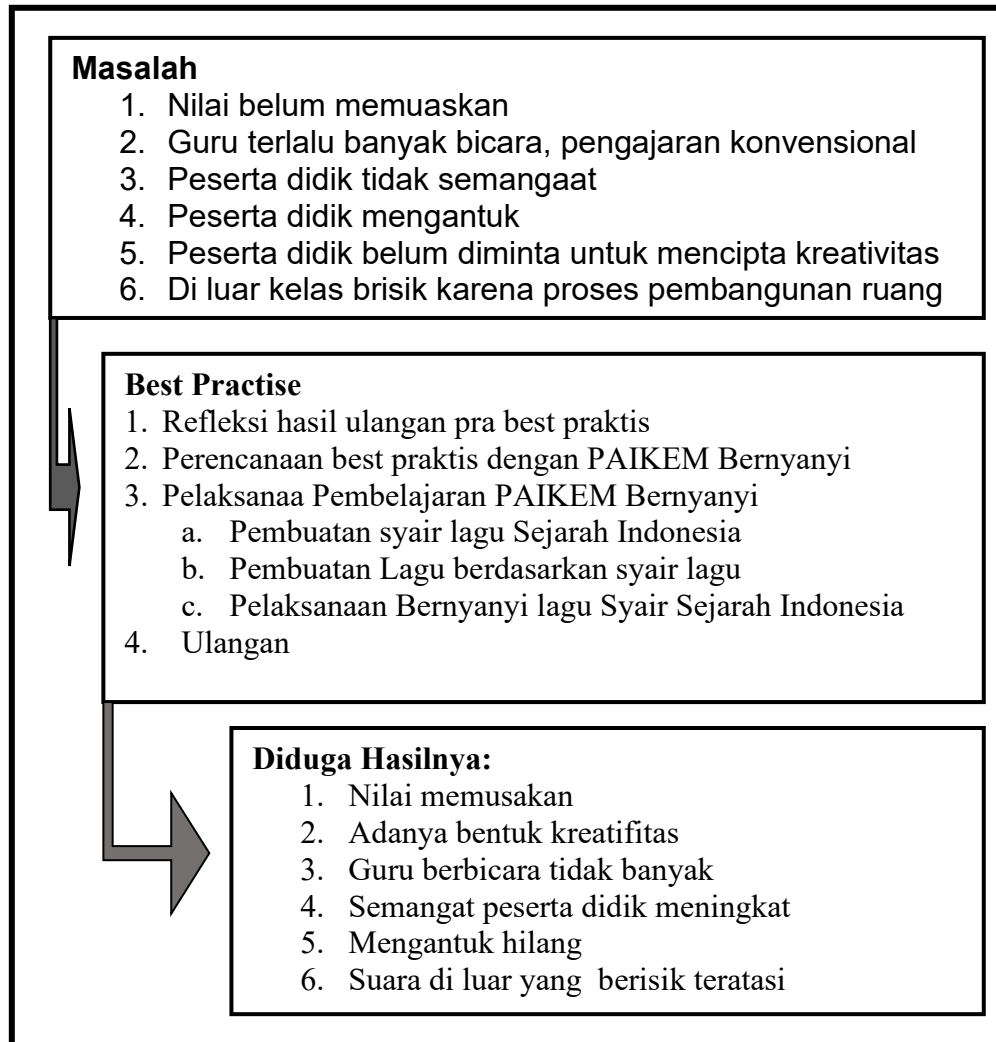 Masalah
1. Nilai belum memuaskan
2. Guru terlalu banyak bicara, pengajaran konvensional
3. Peserta didik tidak semangaat
4. Peserta didik mengantuk
5. Peserta didik belum diminta untuk mencipta kreativitas
6. Di luar kelas brisik karena proses pembangunan ruang
Best Practise
1. Refleksi hasil ulangan pra best praktis
2. Perencanaan best praktis dengan PAIKEM Bernyanyi
3. Pelaksanaa Pembelajaran PAIKEM Bernyanyi
a. Pembuatan syair lagu Sejarah Indonesia
b. Pembuatan Lagu berdasarkan syair lagu
c. Pelaksanaan Bernyanyi lagu Syair Sejarah Indonesia
4. Ulangan
Diduga Hasilnya:
1. Nilai memusakan
2. Adanya bentuk kreatifitas
3. Guru berbicara tidak banyak
4. Semangat peserta didik meningkat
5. Mengantuk hilang
6. Suara di luar yang berisik teratasi